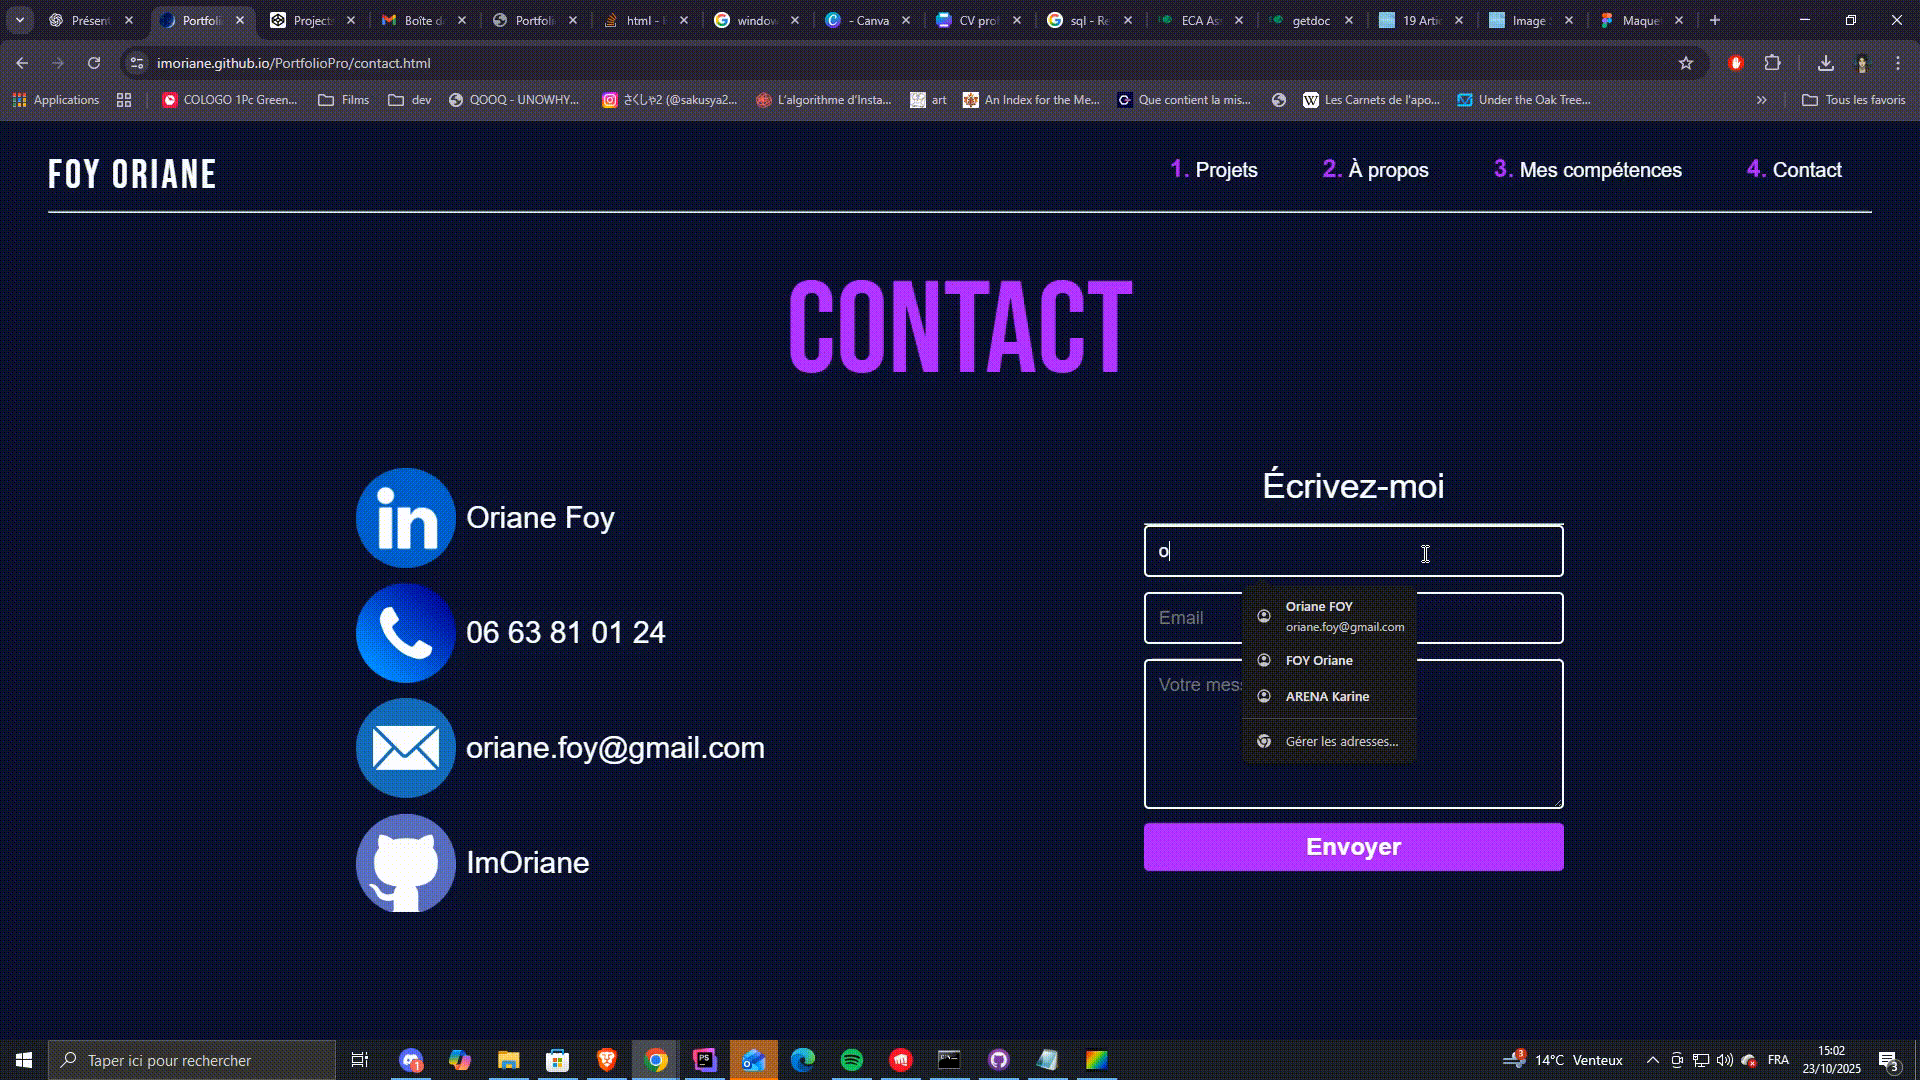 Présent
Portfoli
Projects
Boîte d
Portfoli
html -
window
- Canva
CV pro
sql - Re
ECA As
getdoc
19 Arti
Image
Maque
imoriane.github.io/PortfolioPro/contact.html
Applications
COLOGO 1Pc Green...
Films
dev
QOOQ - UNOWHY...
さくしゃ2 (@sakusya2...
L'algorithme d'Insta...
art
An Index for the Me...
Que contient la mis...
Les Carnets de l'apo...
Under the Oak Tree...
Tous les favoris
FOY ORIANE
1. Projets
2. À propos
3. Mes compétences
4. Contact
CONTACT
Oriane Foy
06 63 81 01 24
oriane.foy@gmail.com
ImOriane
Écrivez-moi
o
Email
Votre mess
Oriane FOY
oriane.foy@gmail.com
FOY Oriane
ARENA Karine
Gérer les adresses...
Envoyer
Taper ici pour rechercher
14°C Venteux
FRA
15:02
23/10/2025